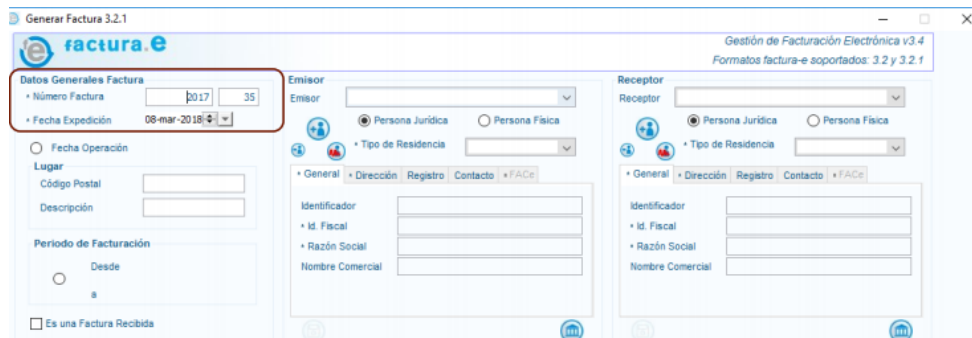 Generar Factura 3.2.1
factura.e
Gestión de Facturación Electrónica v3.4
Formatos factura-e soportados: 3.2 y 3.2.1
Datos Generales Factura
Número Factura 2017 35
Fecha Expedición 08-mar-2018
Fecha Operación
Lugar
Código Postal
Descripción
Periodo de Facturación
Desde
a
Es una Factura Recibida
Emisor
Emisor
Persona Jurídica Persona Física
Tipo de Residencia
General Dirección Registro Contacto FACe
Identificador
Id. Fiscal
Razón Social
Nombre Comercial
Receptor
Receptor
Persona Jurídica Persona Física
Tipo de Residencia
General Dirección Registro Contacto FACe
Identificador
Id. Fiscal
Razón Social
Nombre Comercial